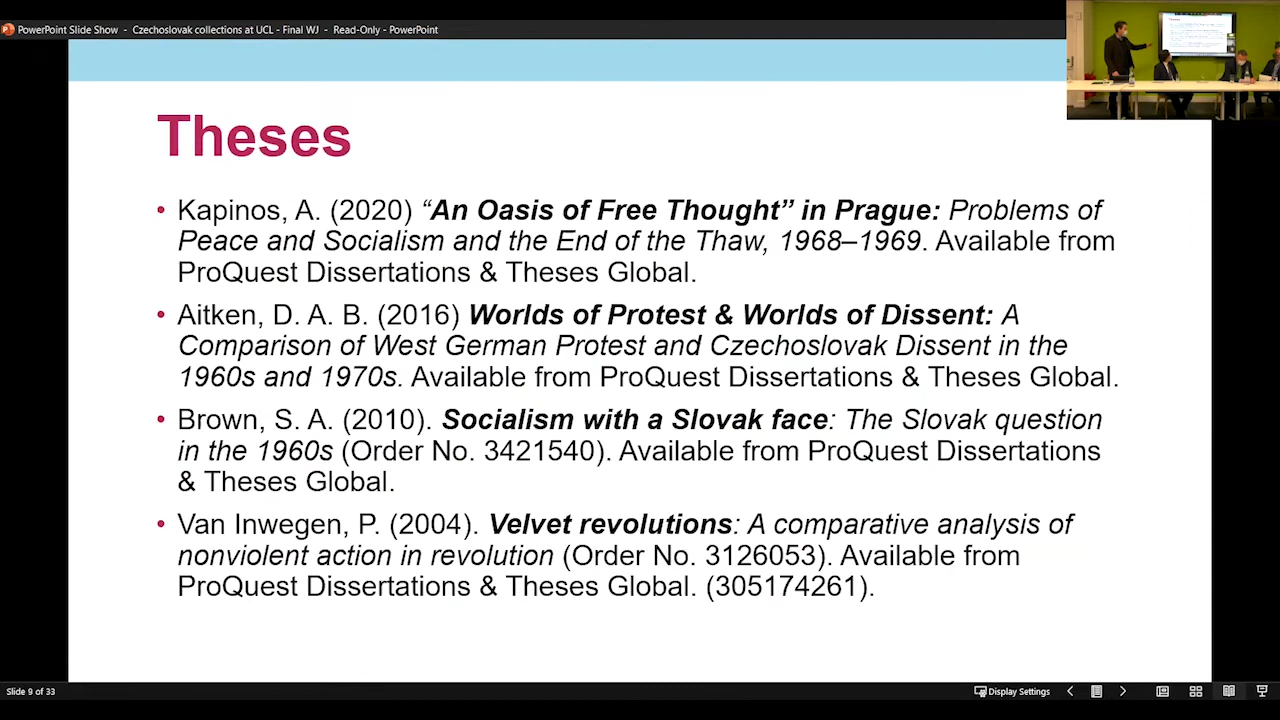 PowerPoint Slide Show - Czechoslovak collections at UCL - Final WJ - Read-Only - PowerPoint
Theses
Theses
• Kapinos, A. (2020) “An Oasis of Free Thought” in Prague: Problems of
Peace and Socialism and the End of the Thaw, 1968–1969. Available from
ProQuest Dissertations & Theses Global.
• Aitken, D. A. B. (2016) Worlds of Protest & Worlds of Dissent: A
Comparison of West German Protest and Czechoslovak Dissent in the
1960s and 1970s. Available from ProQuest Dissertations & Theses Global.
• Brown, S. A. (2010). Socialism with a Slovak face: The Slovak question
in the 1960s (Order No. 3421540). Available from ProQuest Dissertations
& Theses Global.
• Van Inwegen, P. (2004). Velvet revolutions: A comparative analysis of
nonviolent action in revolution (Order No. 3126053). Available from
ProQuest Dissertations & Theses Global. (305174261).
Slide 9 of 33
Display Settings